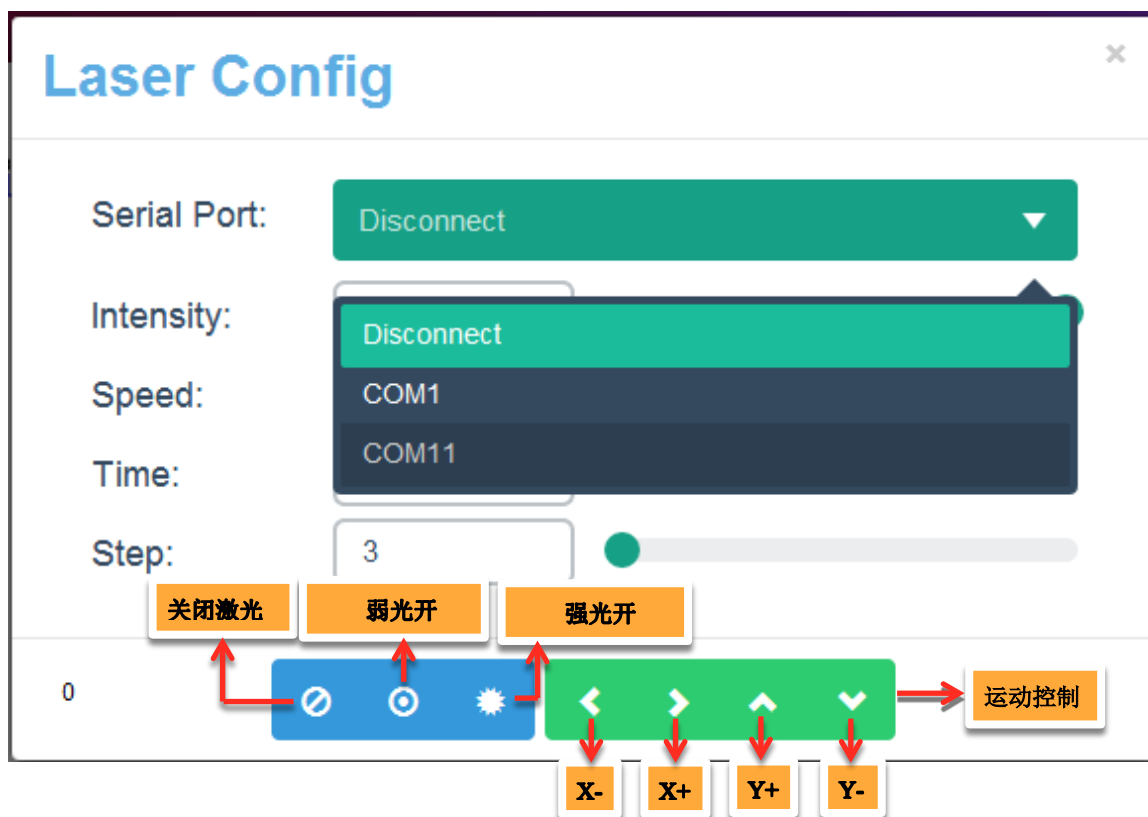 Laser Config
×
Serial Port:
Disconnect
Intensity:
Disconnect
Speed:
COM1
COM11
Time:
Step:
3
关闭激光
弱光开
强光开
0
运动控制
X-
X+
Y+
Y-